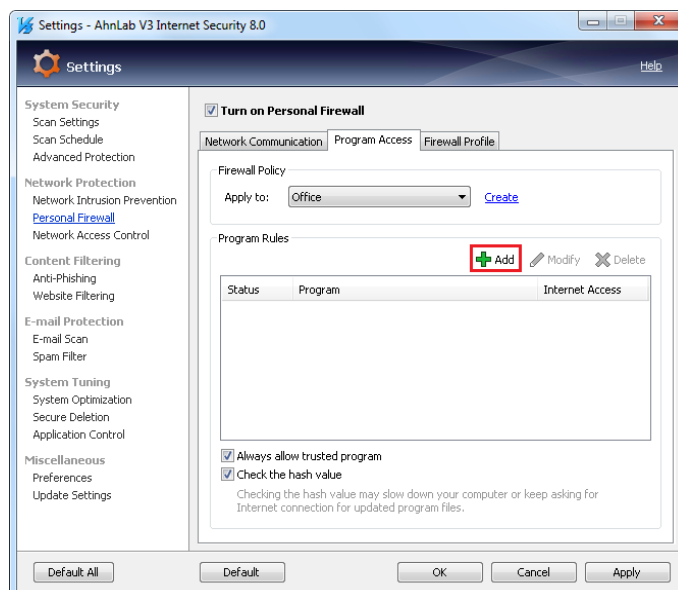 Settings - AhnLab V3 Internet Security 8.0
Settings
Help
System Security
Scan Settings
Scan Schedule
Advanced Protection
Network Protection
Network Intrusion Prevention
Personal Firewall
Network Access Control
Content Filtering
Anti-Phishing
Website Filtering
E-mail Protection
E-mail Scan
Spam Filter
System Tuning
System Optimization
Secure Deletion
Application Control
Miscellaneous
Preferences
Update Settings
Turn on Personal Firewall
Network Communication Program Access Firewall Profile
Firewall Policy
Apply to: Office Create
Program Rules
Add Modify Delete
Status Program Internet Access
Always allow trusted program
Check the hash value
Checking the hash value may slow down your computer or keep asking for
Internet connection for updated program files.
Default All Default OK Cancel Apply